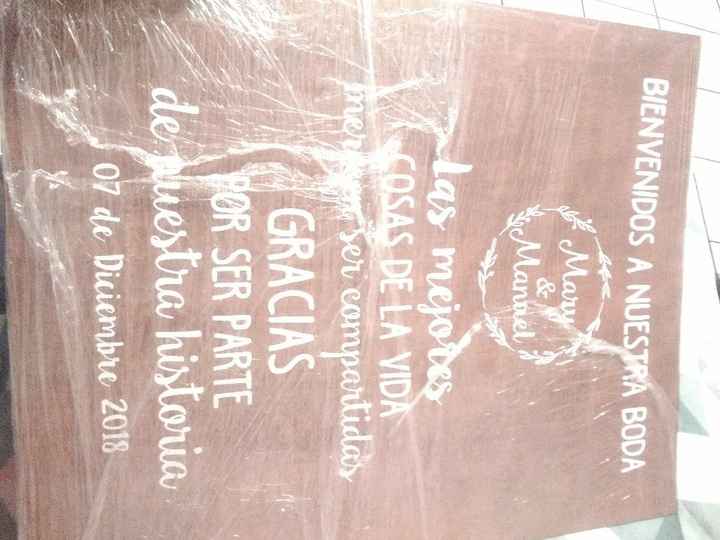 BIENVENIDOS A NUESTRA BODA
Mary
&
Manuel
Las mejores
COSAS DE LA VIDA
merecen ser compartidas
GRACIAS
POR SER PARTE
de nuestra historia
07 de Diciembre 2018